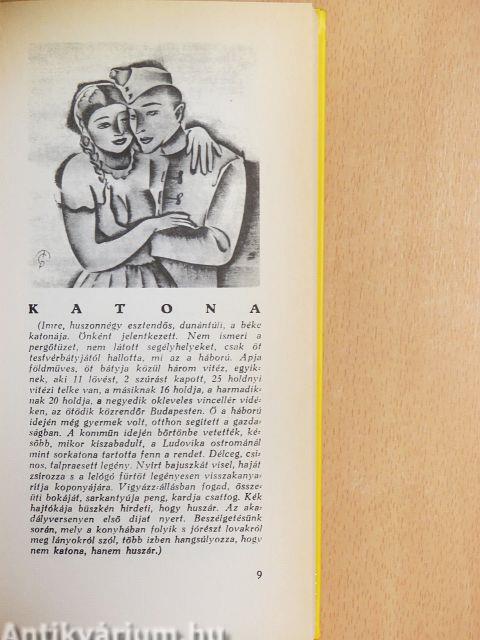 KATONA
(Imre, huszonnégy esztendős, dunántúli, a béke
katonája. Önként jelentkezett. Nem ismeri a
pergőtüzet, nem látott segélyhelyeket, csak öt
testvérbátyjától hallotta, mi az a háború. Apja
földmüves, öt bátyja közül három vitéz, egyik-
nek, aki 11 lövést, 2 szúrást kapott, 25 holdnyi
vitézi telke van, a másiknak 16 holdja, a harmadik-
nak 20 holdja, a negyedik okleveles vincellér vidé-
ken, az ötödik közrendőr Budapesten. Ő a háború
idején még gyermek volt, otthon segített a gazda-
ságban. A kommün idején börtönbe vetették, ké-
sőbb, mikor kiszabadult, a Ludovika ostrománál
mint sorkatona tartotta fenn a rendet. Délceg, csi-
nos, talpraesett legény. Nyirt bajuszkát visel, haját
zsírozza s a lelógó fürtöt legényesen visszakanya-
rítja koponyájára. Vigyázz-állásban fogad, össze-
üti bokáját, sarkantyúja peng, kardja csattog. Kék
hajtókája büszkén hirdeti, hogy huszár. Az aka-
dályversenyen első díjat nyert. Beszélgetésünk
során, mely a konyhában folyik s jórészt lovakról
meg lányokról szól, több ízben hangsúlyozza, hogy
nem katona, hanem huszár.)
9
Antikvárium.hu